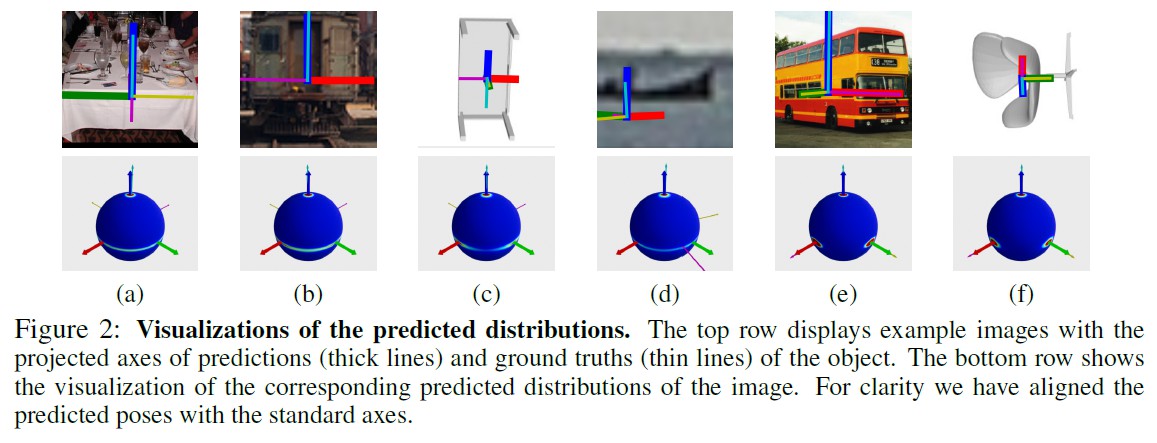 (a) (b) (c) (d) (e) (f)
Figure 2: Visualizations of the predicted distributions. The top row displays example images with the
projected axes of predictions (thick lines) and ground truths (thin lines) of the object. The bottom row shows
the visualization of the corresponding predicted distributions of the image. For clarity we have aligned the
predicted poses with the standard axes.